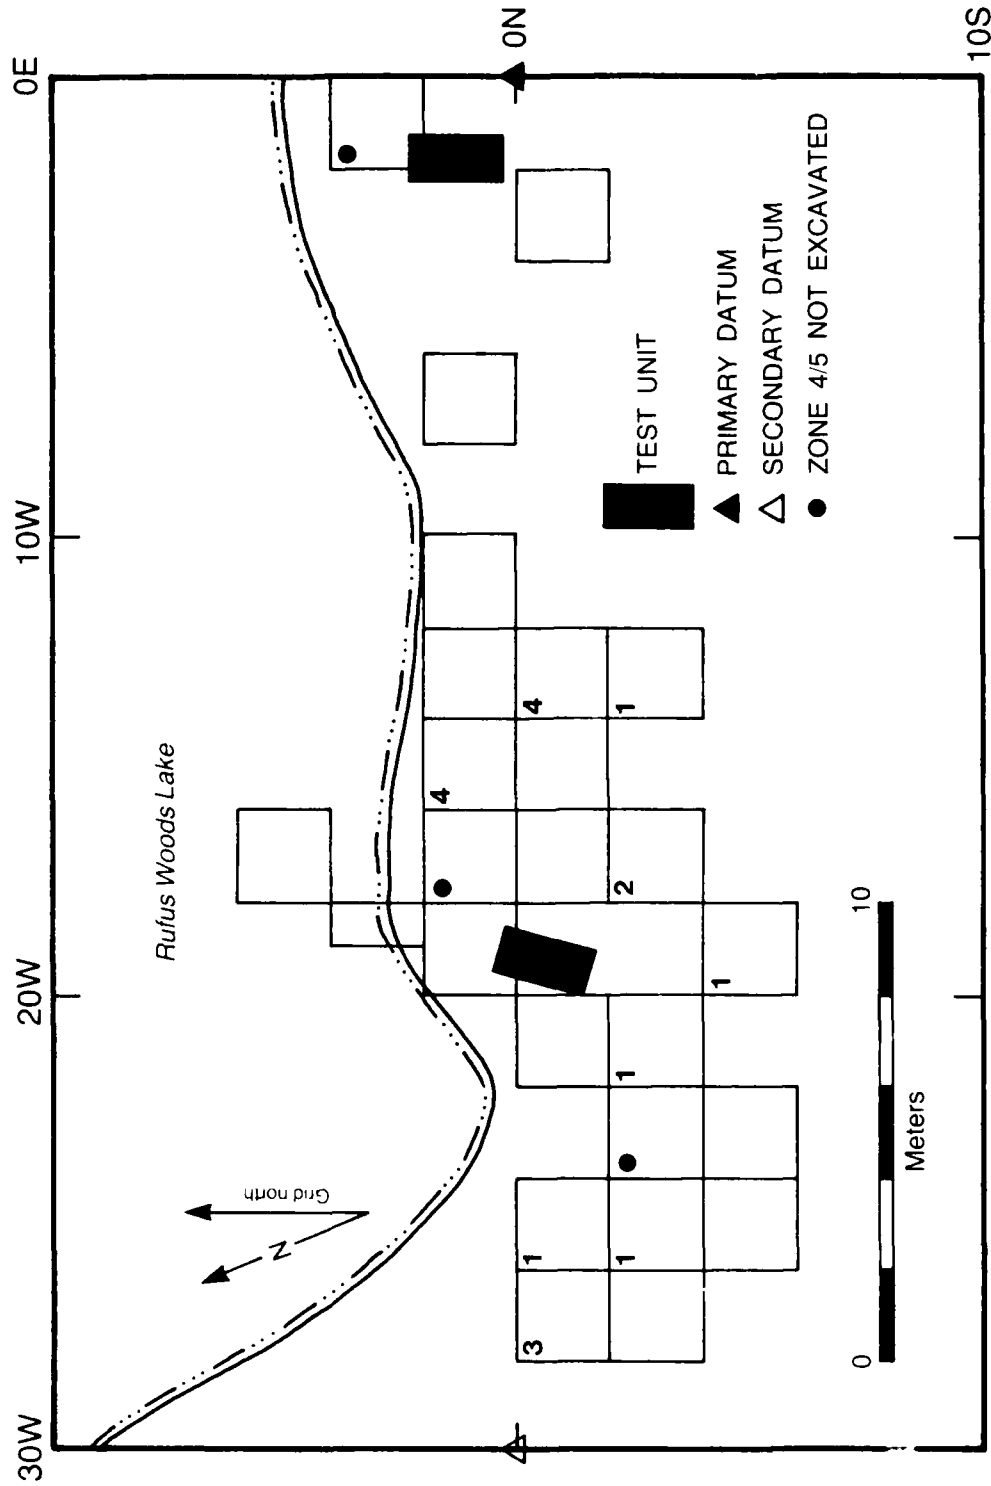 30W
20W
10W
0E
Rufus Woods Lake
Grid north
N
0N
3
1
1
1
1
2
4
4
1
TEST UNIT
PRIMARY DATUM
SECONDARY DATUM
ZONE 4/5 NOT EXCAVATED
0
10
Meters
10S